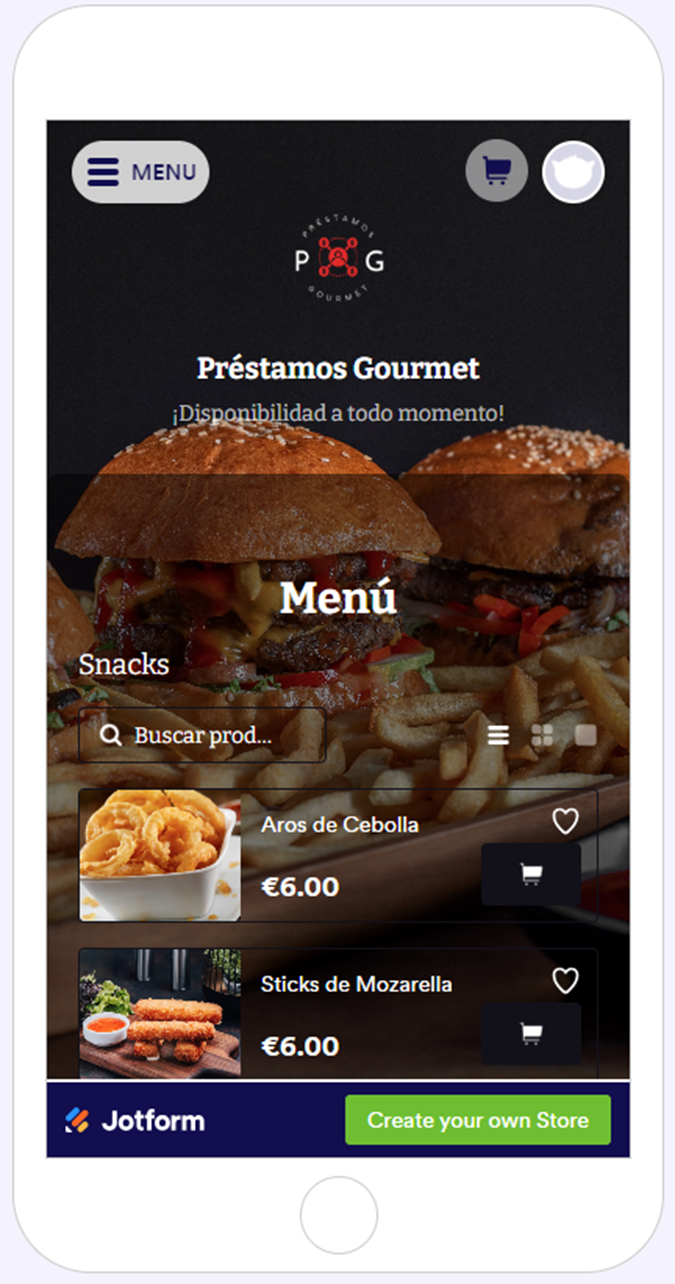 MENU
PRÉSTAMOS
P G
GOURMET
Préstamos Gourmet
¡Disponibilidad a todo momento!
Menú
Snacks
Buscar prod...
Aros de Cebolla
€6.00
Sticks de Mozarella
€6.00
Jotform
Create your own Store